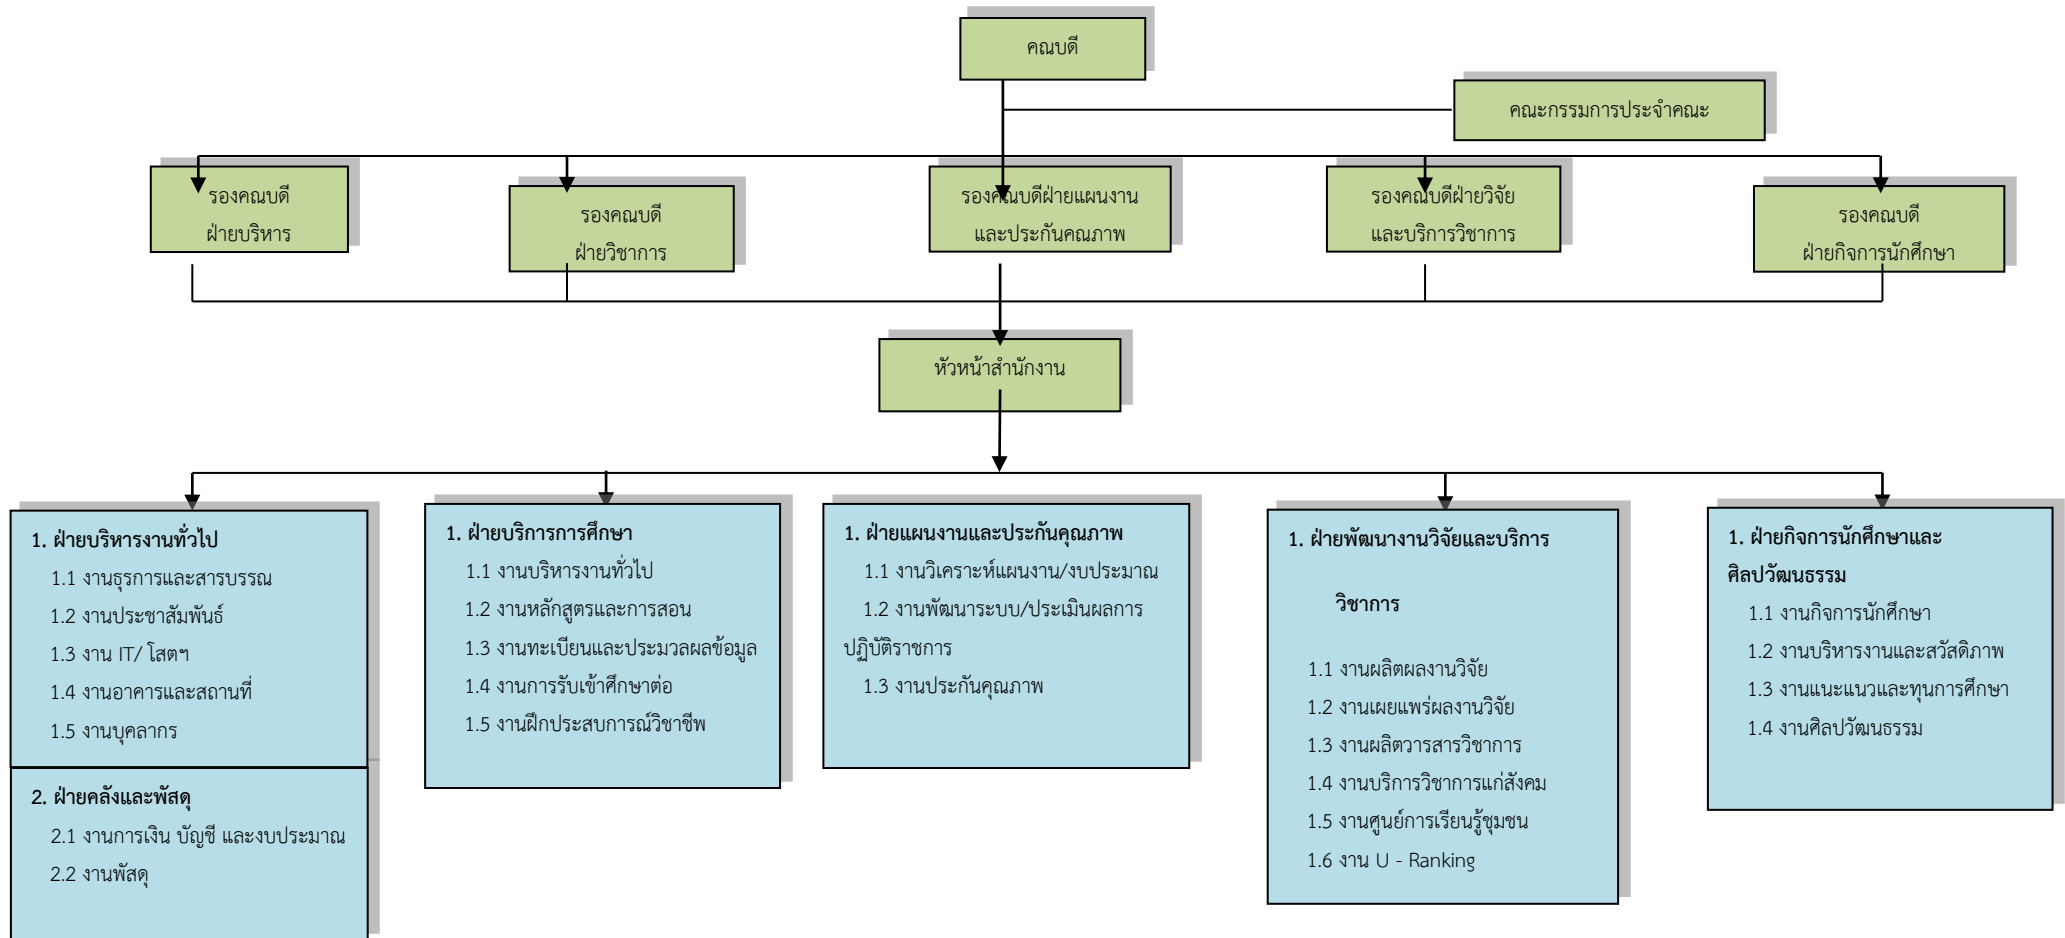 คณบดี
คณะกรรมการประจำคณะ
รองคณบดี
ฝ่ายบริหาร
รองคณบดี
ฝ่ายวิชาการ
รองคณบดีฝ่ายแผนงาน
และประกันคณภาพ
รองคณบดีฝ่ายวิจัย
และบริการวิชาการ
รองคณบดี
ฝ่ายกิจการนักศึกษา
หัวหน้าสำนักงาน
1. ฝ่ายบริหารงานทั่วไป
1.1 งานธุรการและสารบรรณ
1.2 งานประชาสัมพันธ์
1.3 งาน IT/ โสตฯ
1.4 งานอาคารและสถานที่
1.5 งานบุคลากร
2. ฝ่ายคลังและพัสดุ
2.1 งานการเงิน บัญชี และงบประมาณ
2.2 งานพัสดุ
1. ฝ่ายบริการการศึกษา
1.1 งานบริหารงานทั่วไป
1.2 งานหลักสูตรและการสอน
1.3 งานทะเบียนและประมวลผลข้อมูล
1.4 งานการรับเข้าศึกษาต่อ
1.5 งานฝึกประสบการณ์วิชาชีพ
1. ฝ่ายแผนงานและประกันคุณภาพ
1.1 งานวิเคราะห์แผนงาน/งบประมาณ
1.2 งานพัฒนาระบบ/ประเมินผลการ
ปฏิบัติราชการ
1.3 งานประกันคุณภาพ
1. ฝ่ายพัฒนางานวิจัยและบริการ
วิชาการ
1.1 งานผลิตผลงานวิจัย
1.2 งานเผยแพร่ผลงานวิจัย
1.3 งานผลิตวารสารวิชาการ
1.4 งานบริการวิชาการแก่สังคม
1.5 งานศูนย์การเรียนรู้ชุมชน
1.6 งาน U - Ranking
1. ฝ่ายกิจการนักศึกษาและ
ศิลปวัฒนธรรม
1.1 งานกิจการนักศึกษา
1.2 งานบริหารงานและสวัสดิภาพ
1.3 งานแนะแนวและทุนการศึกษา
1.4 งานศิลปวัฒนธรรม